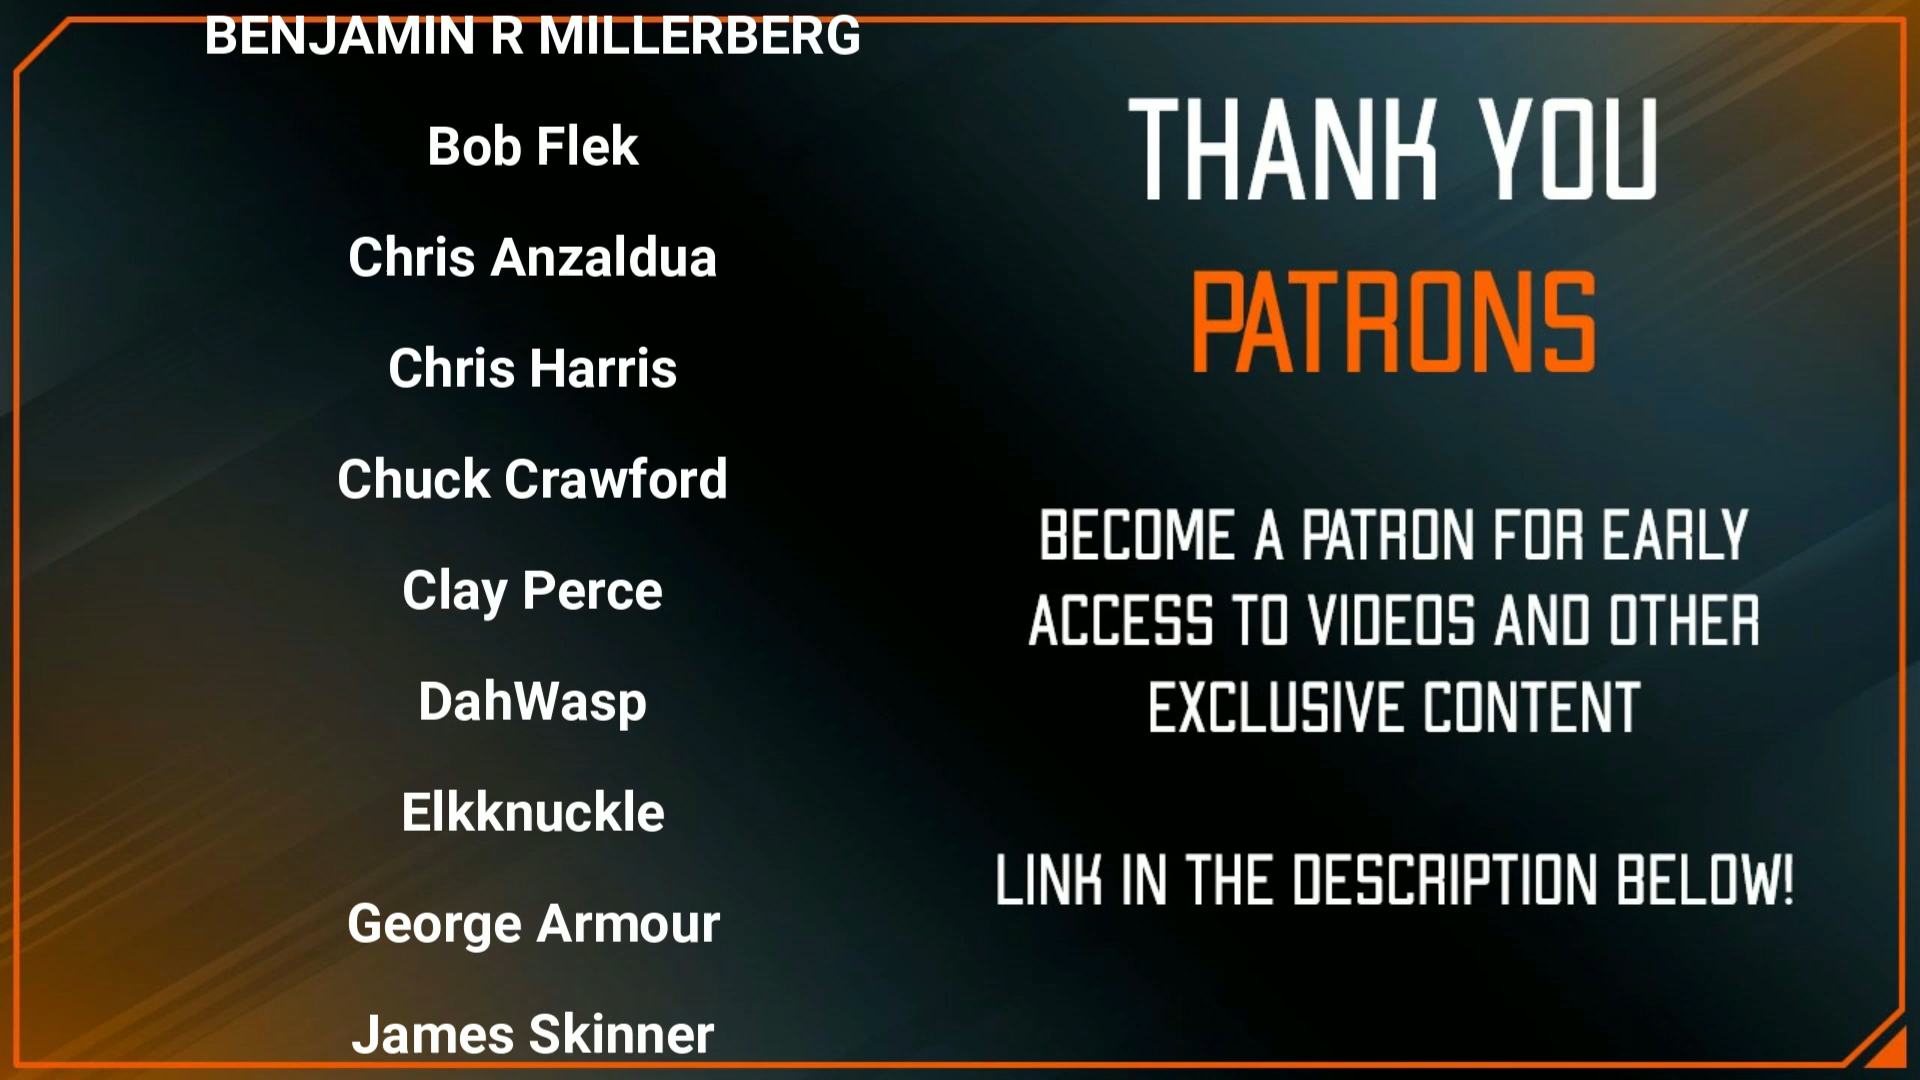 BENJAMIN R MILLERBERG
Bob Flek
Chris Anzaldua
Chris Harris
Chuck Crawford
Clay Perce
DahWasp
Elkknuckle
George Armour
James Skinner
THANK YOU
PATRONS
BECOME A PATRON FOR EARLY
ACCESS TO VIDEOS AND OTHER
EXCLUSIVE CONTENT
LINK IN THE DESCRIPTION BELOW!